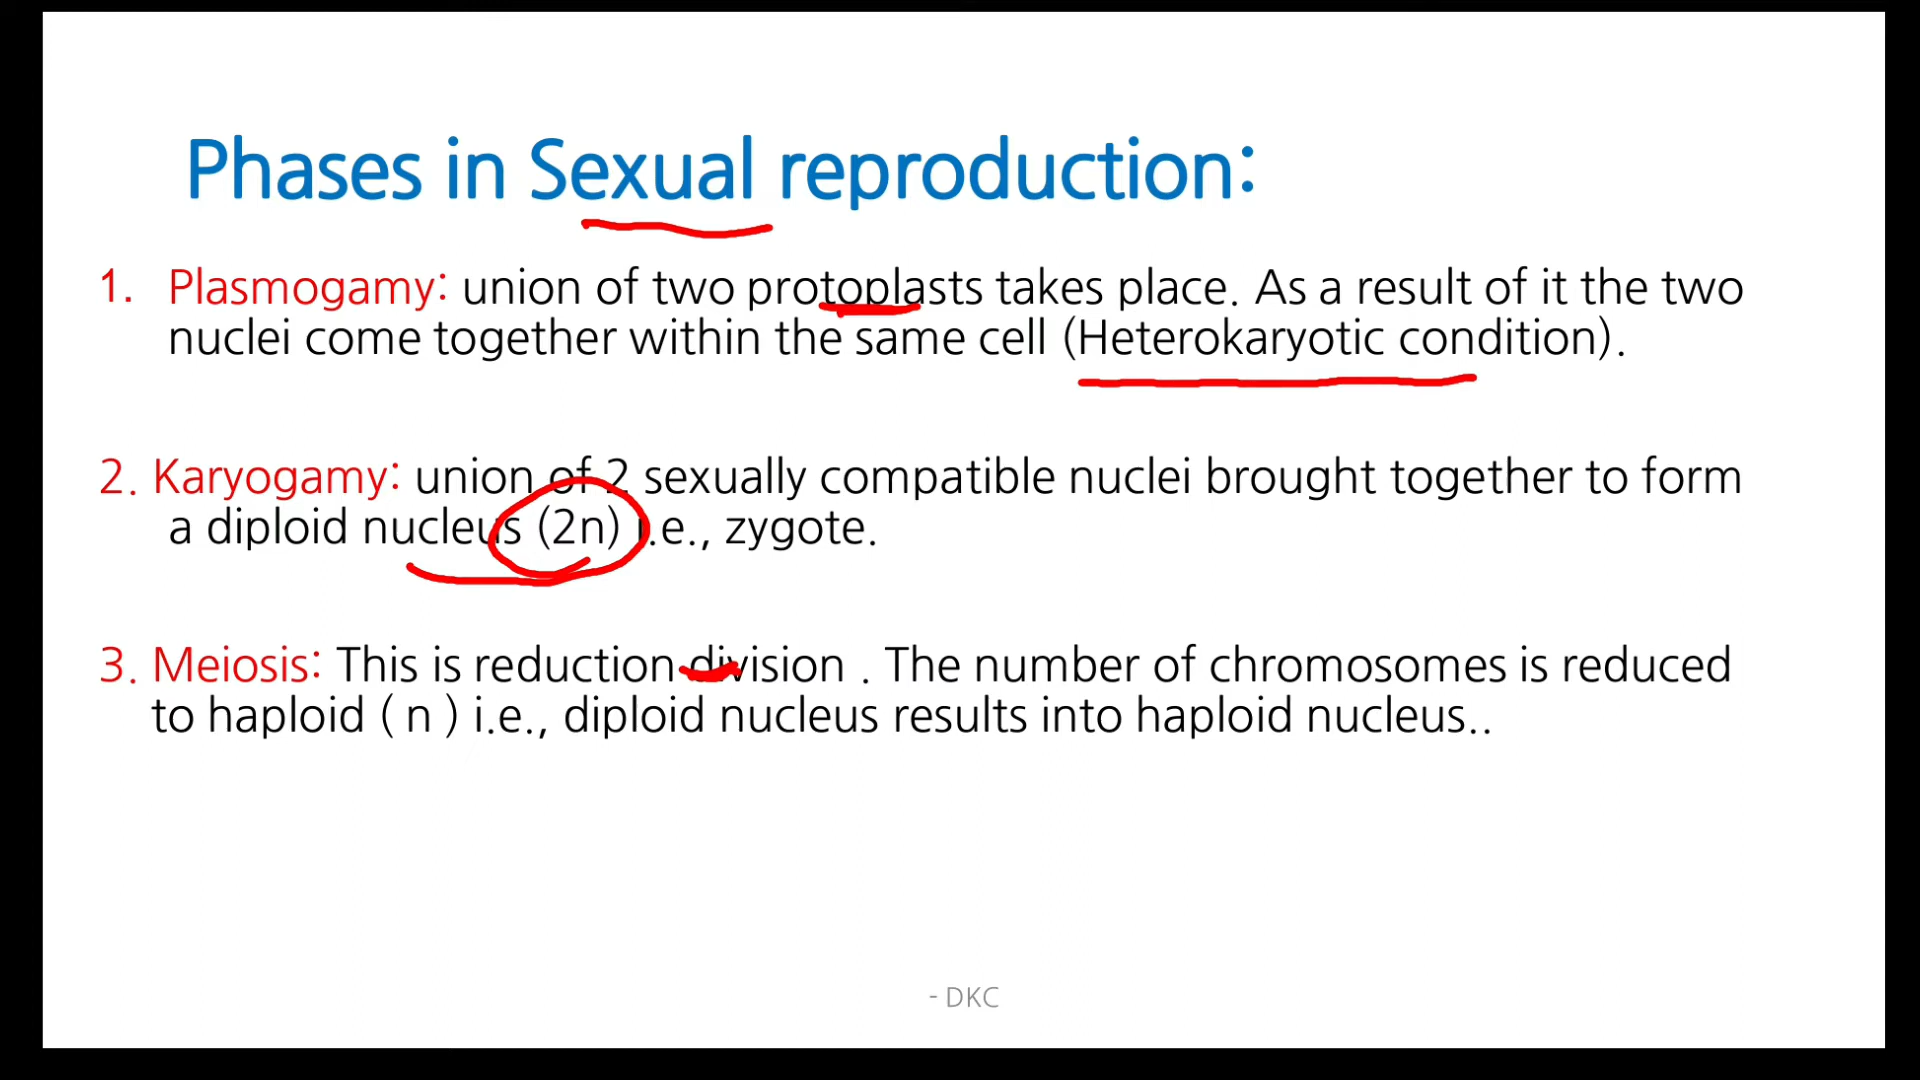 Phases in Sexual reproduction:
1. Plasmogamy: union of two protoplasts takes place. As a result of it the two
nuclei come together within the same cell (Heterokaryotic condition).
2. Karyogamy: union of 2 sexually compatible nuclei brought together to form
a diploid nucleus (2n) i.e., zygote.
3. Meiosis: This is reduction division . The number of chromosomes is reduced
to haploid ( n ) i.e., diploid nucleus results into haploid nucleus..
- DKC